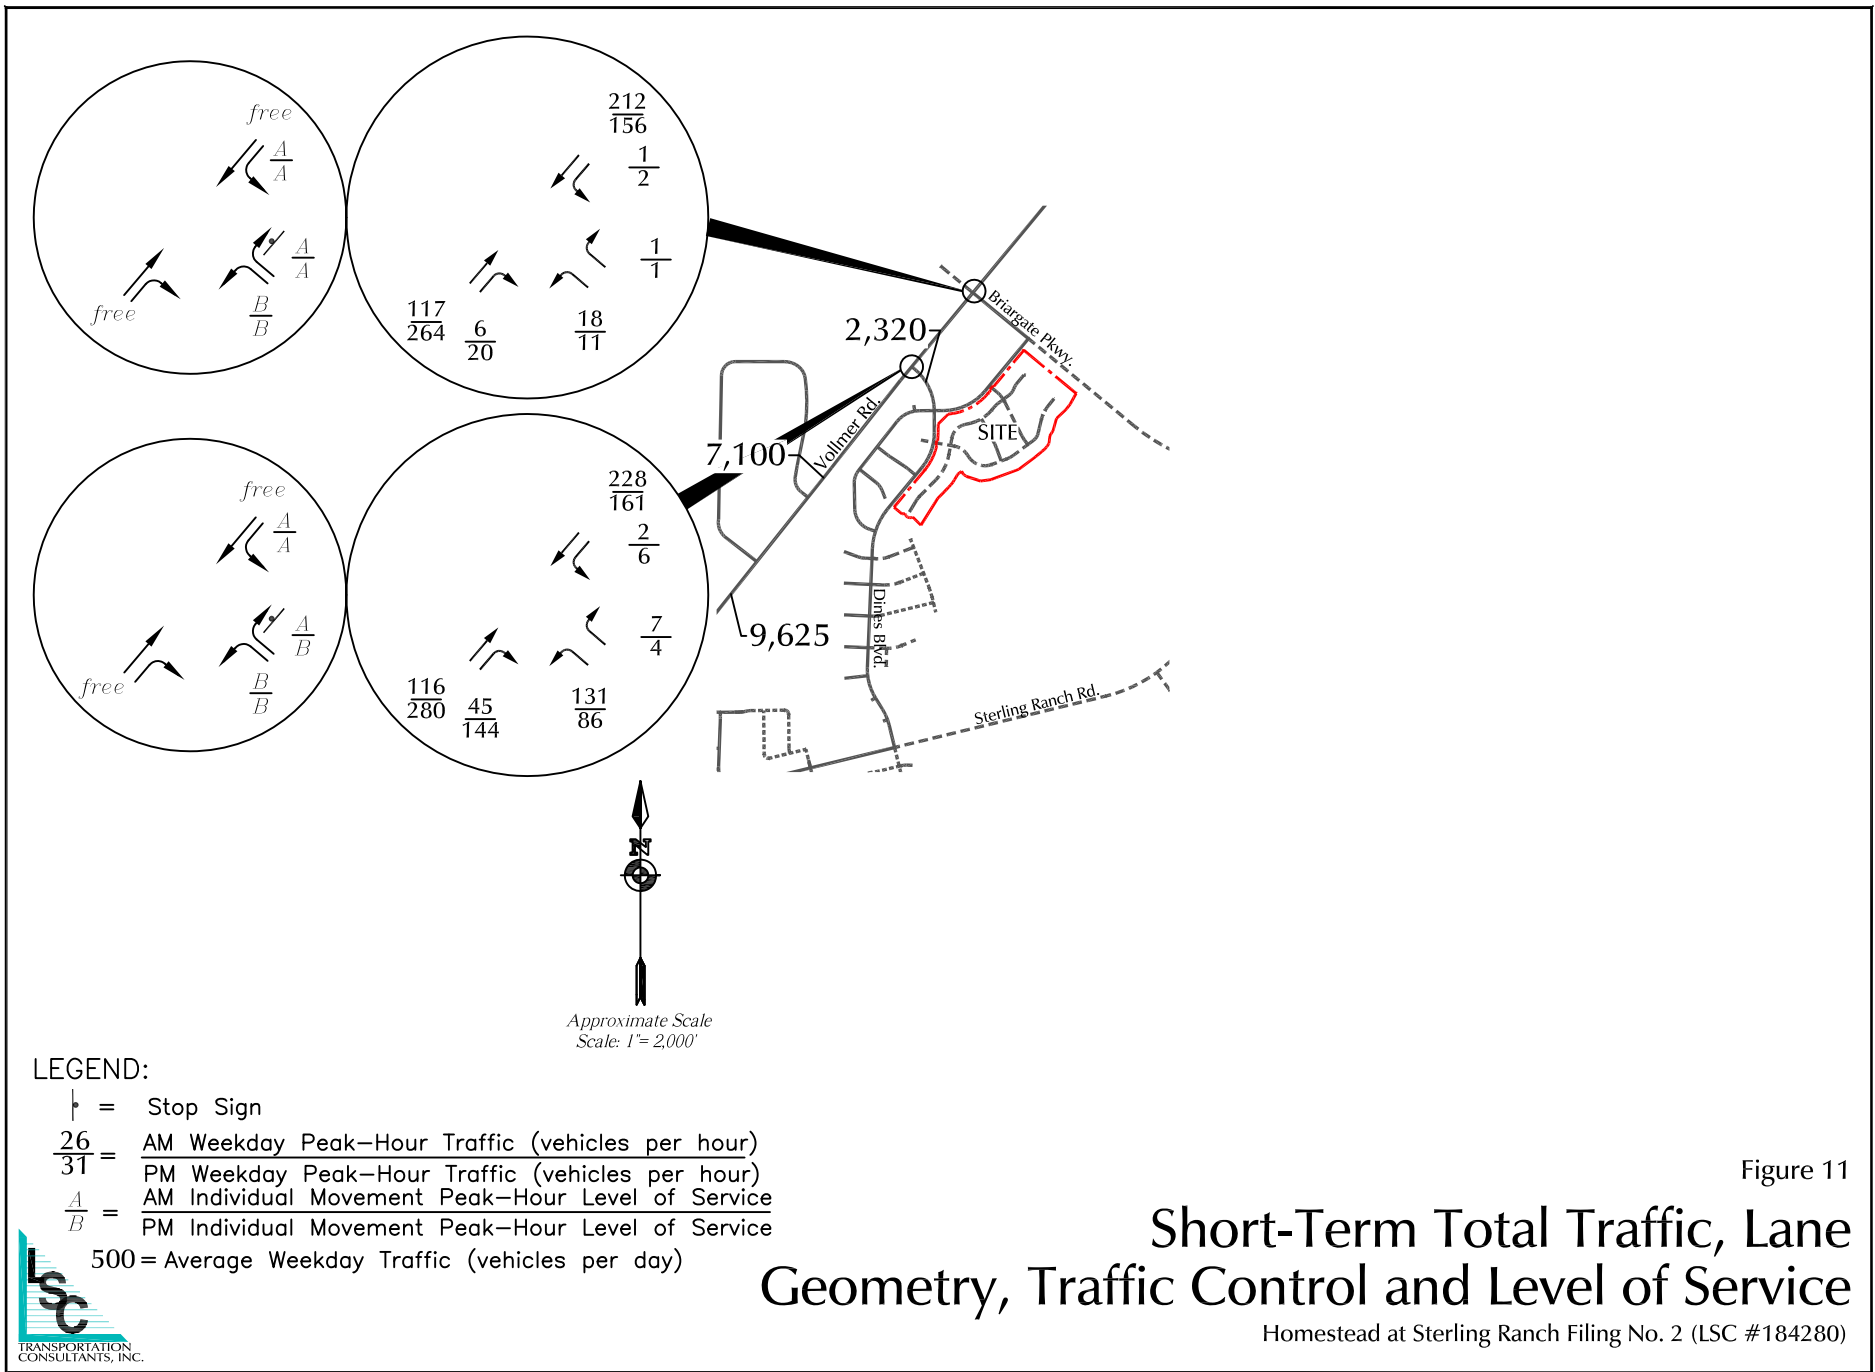 free
A
A
A
A
B
B
free
212
156
1
2
1
1
117
264
6
20
18
11
free
A
A
A
B
B
B
free
228
161
2
6
7
4
116
280
45
144
131
86
2,320
7,100
9,625
Briargate Pkwy.
Vollmer Rd.
SITE
Dines Blvd.
Sterling Ranch Rd.
N
Approximate Scale
Scale: 1"= 2,000'
LEGEND:
= Stop Sign
26
31 =
AM Weekday Peak-Hour Traffic (vehicles per hour)
PM Weekday Peak-Hour Traffic (vehicles per hour)
A
B =
AM Individual Movement Peak-Hour Level of Service
PM Individual Movement Peak-Hour Level of Service
500 = Average Weekday Traffic (vehicles per day)
LSC
TRANSPORTATION
CONSULTANTS, INC.
Figure 11
Short-Term Total Traffic, Lane
Geometry, Traffic Control and Level of Service
Homestead at Sterling Ranch Filing No. 2 (LSC #184280)